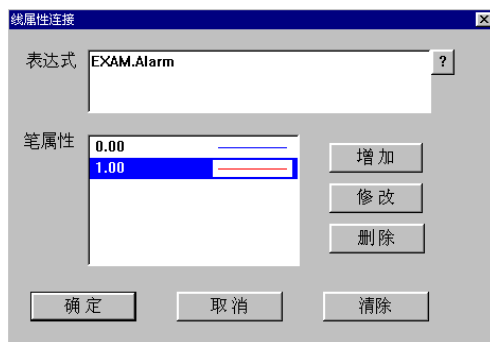 线属性连接
表达式 EXAM.Alarm ?
笔属性 0.00
1.00
增加
修改
删除
确定 取消 清除